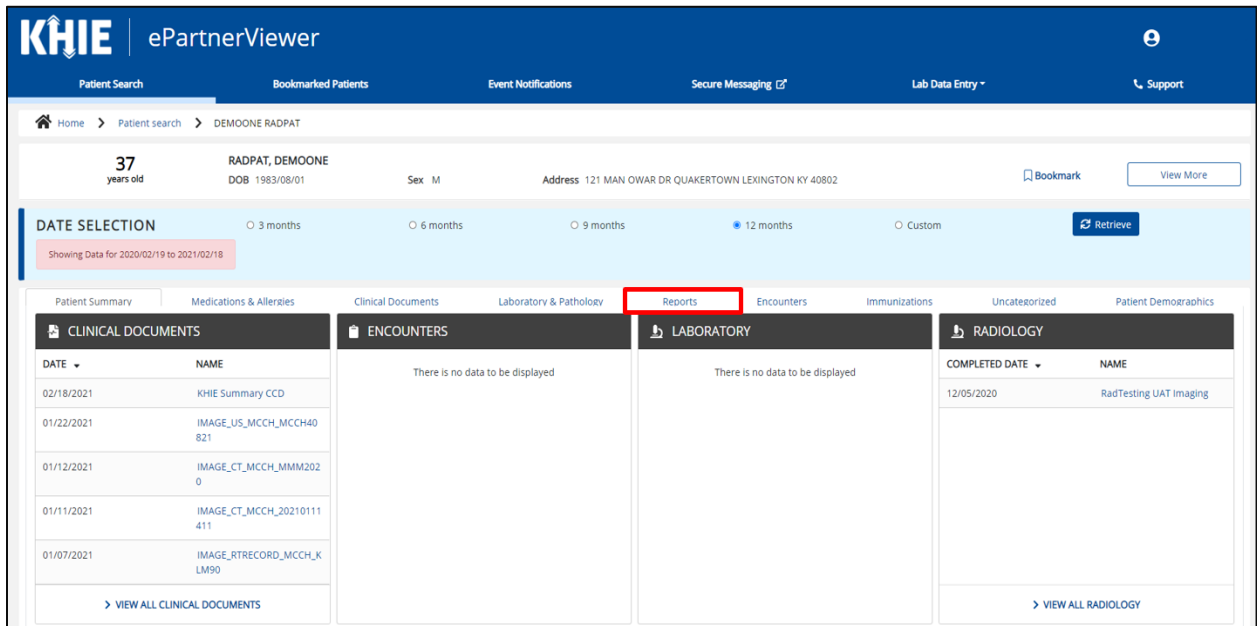 KHIE ePartnerViewer
Patient Search Bookmarked Patients Event Notifications Secure Messaging Lab Data Entry Support
Home > Patient search > DEMOONE RADPAT
37 years old
RADPAT, DEMOONE
DOB 1983/08/01 Sex M Address 121 MAN OWAR DR QUAKERTOWN LEXINGTON KY 40802
Bookmark View More
DATE SELECTION 3 months 6 months 9 months 12 months Custom Retrieve
Showing Data for 2020/02/19 to 2021/02/18
Patient Summary Medications & Allergies Clinical Documents Laboratory & Pathology Reports Encounters Immunizations Uncategorized Patient Demographics
CLINICAL DOCUMENTS
DATE NAME
02/18/2021 KHIE Summary CCD
01/22/2021 IMAGE_US_MCCH_MCCH40
821
01/12/2021 IMAGE_CT_MCCH_MMM202
0
01/11/2021 IMAGE_CT_MCCH_20210111
411
01/07/2021 IMAGE_RTRECORD_MCCH_K
LM90
> VIEW ALL CLINICAL DOCUMENTS
ENCOUNTERS
There is no data to be displayed
LABORATORY
There is no data to be displayed
RADIOLOGY
COMPLETED DATE NAME
12/05/2020 RadTesting UAT Imaging
> VIEW ALL RADIOLOGY